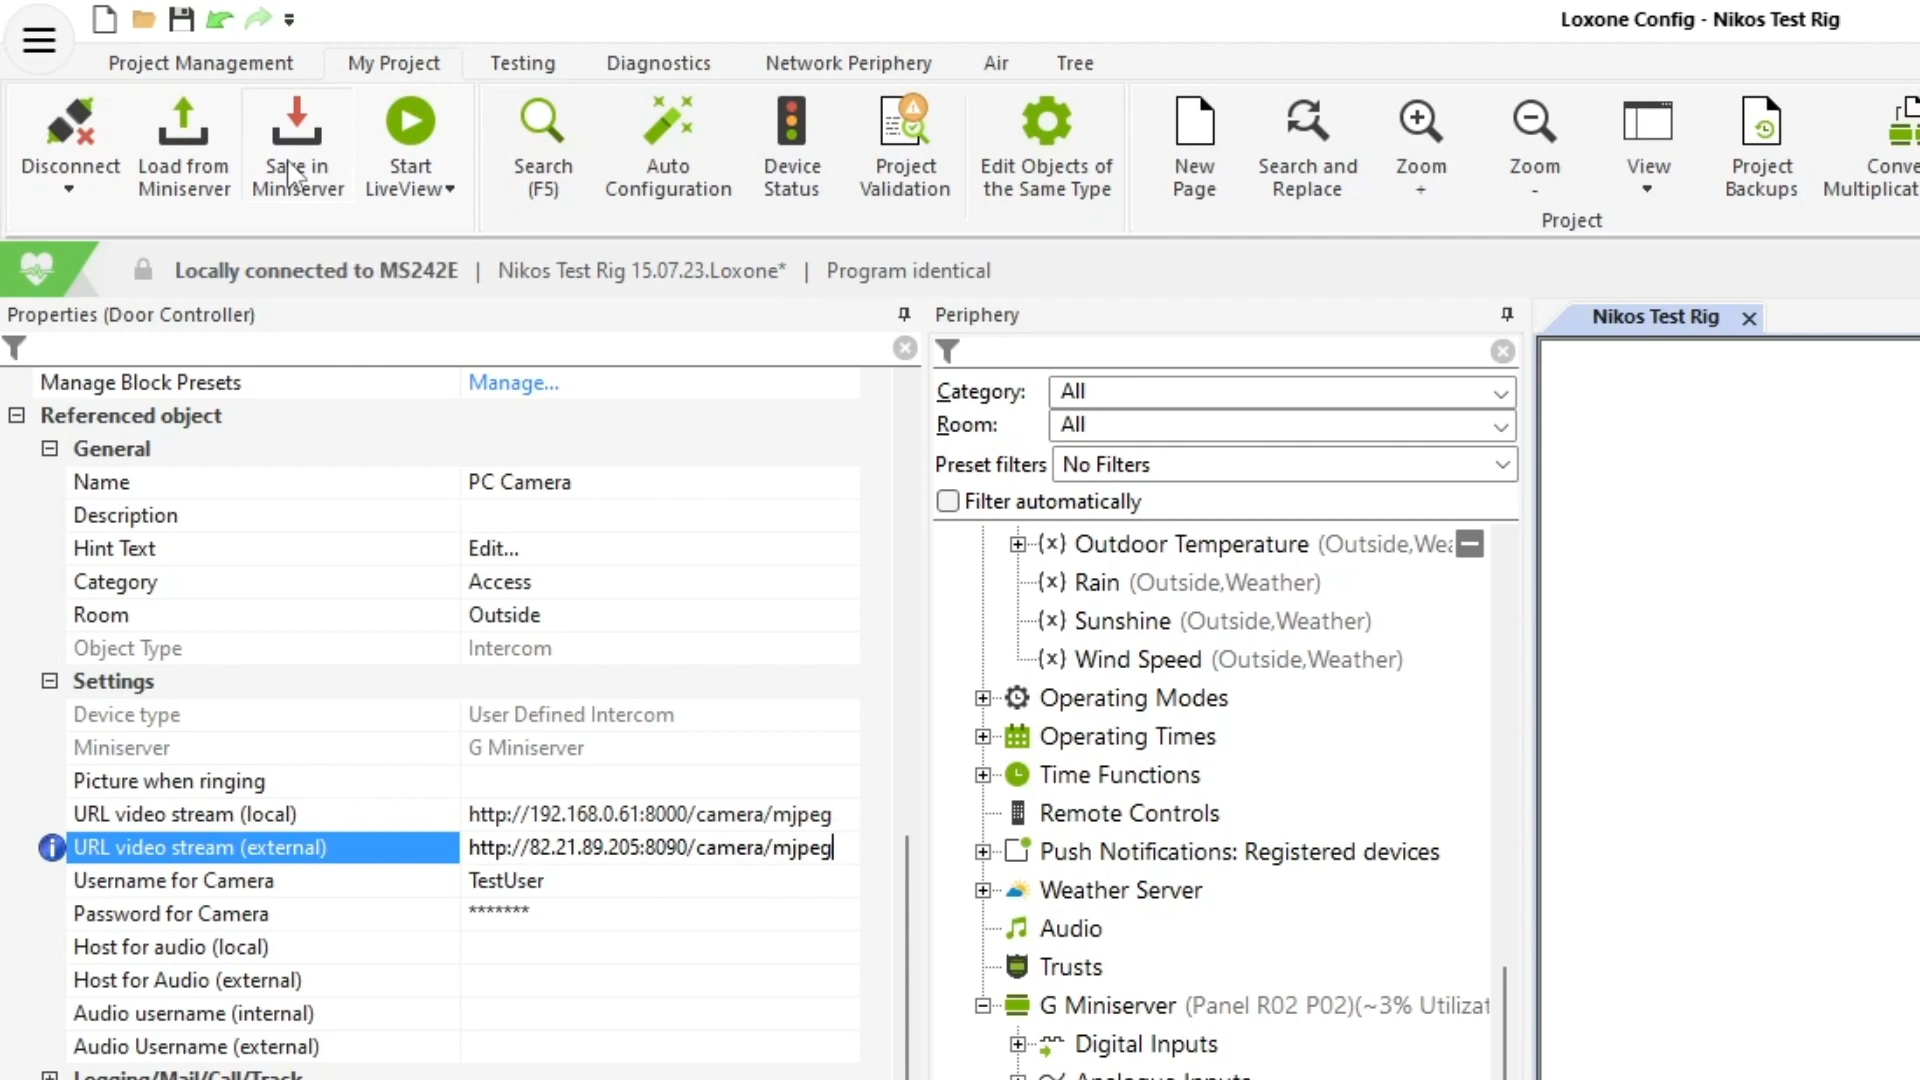 Loxone Config - Nikos Test Rig
Project Management
My Project
Testing
Diagnostics
Network Periphery
Air
Tree
Disconnect
Load from
Miniserver
Save in
Miniserver
Start
LiveView
Search
(F5)
Auto
Configuration
Device
Status
Project
Validation
Edit Objects of
the Same Type
New
Page
Search and
Replace
Zoom
+
Zoom
-
View
Project
Backups
Conve
Multiplicat
Project
Locally connected to MS242E | Nikos Test Rig 15.07.23.Loxone* | Program identical
Properties (Door Controller)
Manage Block Presets Manage...
Referenced object
General
Name PC Camera
Description
Hint Text Edit...
Category Access
Room Outside
Object Type Intercom
Settings
Device type User Defined Intercom
Miniserver G Miniserver
Picture when ringing
URL video stream (local) http://192.168.0.61:8000/camera/mjpeg
URL video stream (external) http://82.21.89.205:8090/camera/mjpeg
Username for Camera TestUser
Password for Camera *******
Host for audio (local)
Host for Audio (external)
Audio username (internal)
Audio Username (external)
Logging/Mail/Call/Track
Periphery
Category: All
Room: All
Preset filters No Filters
Filter automatically
(x) Outdoor Temperature (Outside,Wea
(x) Rain (Outside,Weather)
(x) Sunshine (Outside,Weather)
(x) Wind Speed (Outside,Weather)
Operating Modes
Operating Times
Time Functions
Remote Controls
Push Notifications: Registered devices
Weather Server
Audio
Trusts
G Miniserver (Panel R02 P02)(~3% Utilizat
Digital Inputs
Analogue Inputs
Nikos Test Rig